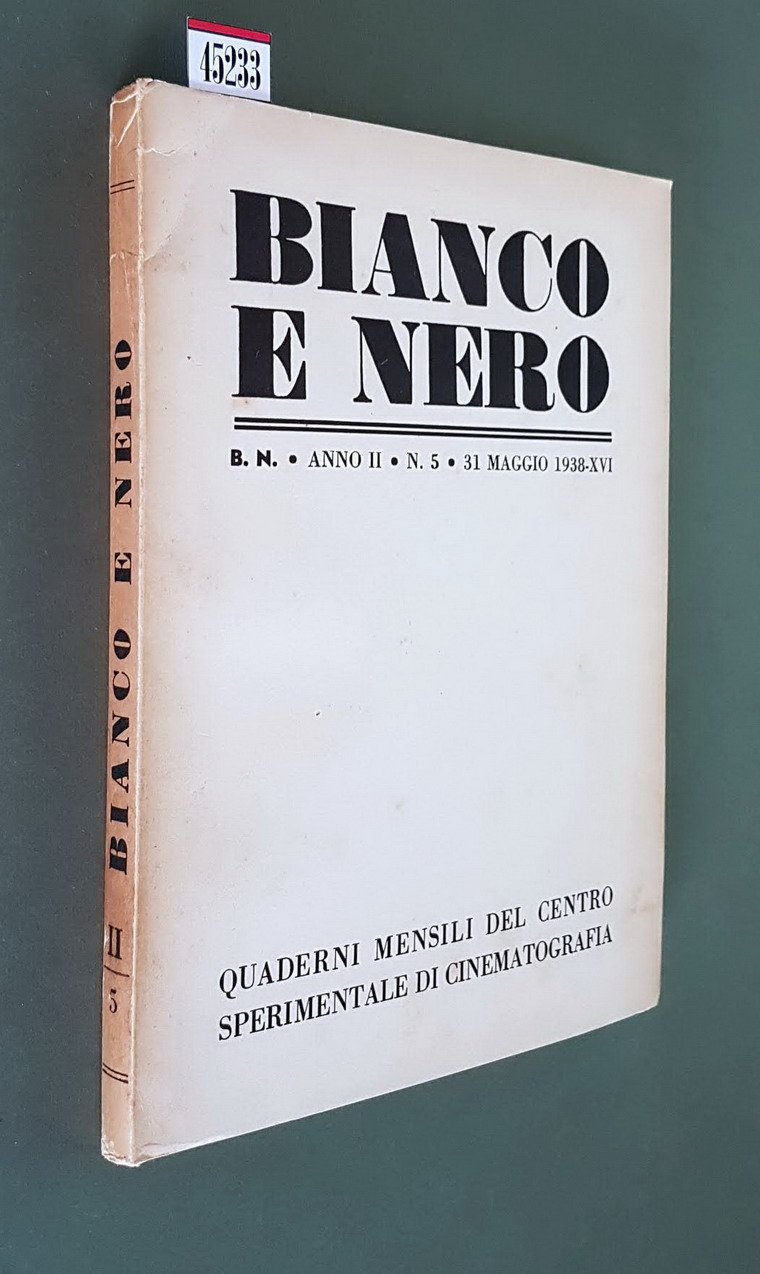 45233
BIANCO
E NERO
B. N. • ANNO II • N. 5 • 31 MAGGIO 1938-XVI
QUADERNI MENSILI DEL CENTRO
SPERIMENTALE DI CINEMATOGRAFIA
BIANCO E NERO
II
5